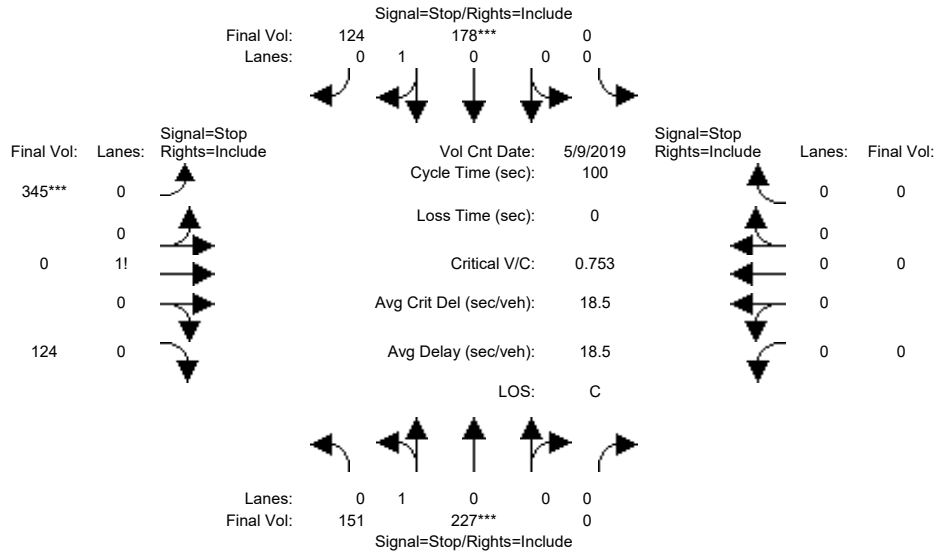 Signal=Stop/Rights=Include
Final Vol: 124 178*** 0
Lanes: 0 1 0 0 0
Signal=Stop
Final Vol: Lanes: Rights=Include
Vol Cnt Date: 5/9/2019
Signal=Stop
Rights=Include Lanes: Final Vol:
Cycle Time (sec): 100
345*** 0
0 0
Loss Time (sec): 0
0
0
0 1!
Critical V/C: 0.753
0 0
0
Avg Crit Del (sec/veh): 18.5
0
124 0
Avg Delay (sec/veh): 18.5
0 0
LOS: C
Lanes: 0 1 0 0 0
Final Vol: 151 227*** 0
Signal=Stop/Rights=Include